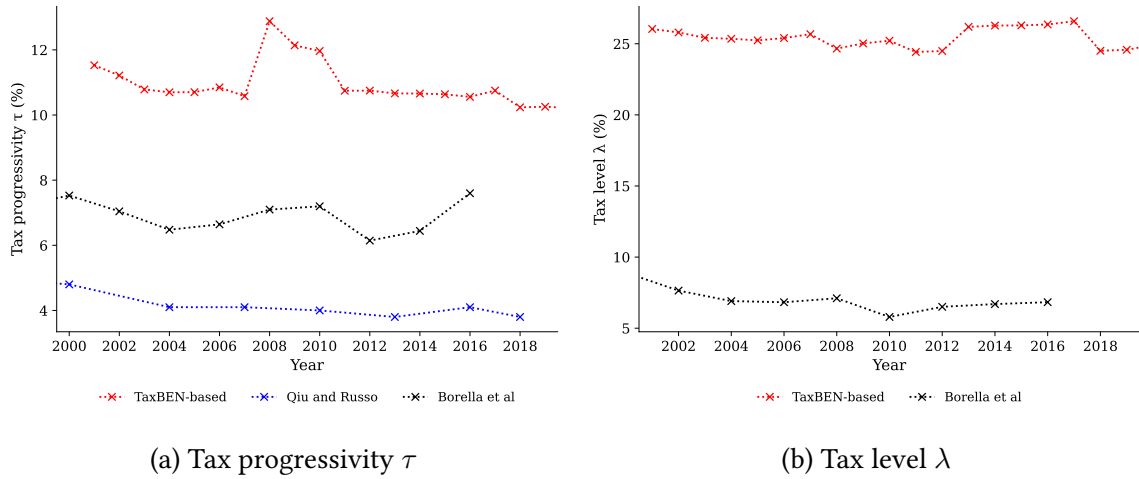 Tax progressivity τ (%)
12
10
8
6
4
2000 2002 2004 2006 2008 2010 2012 2014 2016 2018
Year
TaxBEN-based Qiu and Russo Borella et al
(a) Tax progressivity τ
Tax level λ (%)
25
20
15
10
5
2002 2004 2006 2008 2010 2012 2014 2016 2018
Year
TaxBEN-based Borella et al
(b) Tax level λ